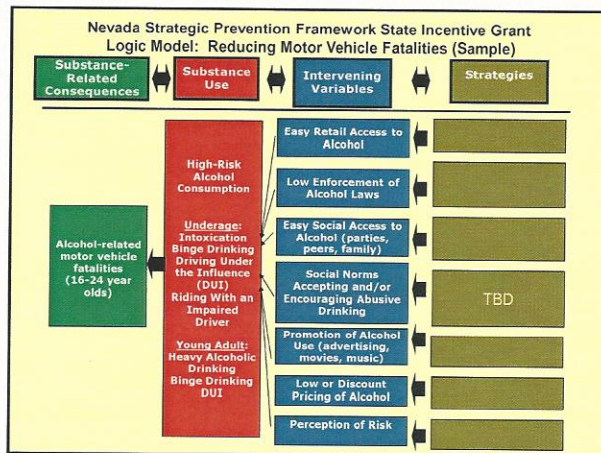 Nevada Strategic Prevention Framework State Incentive Grant
Logic Model: Reducing Motor Vehicle Fatalities (Sample)
Substance-
Related
Consequences
Substance
Use
Intervening
Variables
Strategies
Alcohol-related
motor vehicle
fatalities
(16-24 year
olds)
High-Risk
Alcohol
Consumption
Underage:
Intoxication
Binge Drinking
Driving Under
the Influence
(DUI)
Riding With an
Impaired
Driver
Young Adult:
Heavy Alcoholic
Drinking
Binge Drinking
DUI
Easy Retail Access to
Alcohol
Low Enforcement of
Alcohol Laws
Easy Social Access to
Alcohol (parties,
peers, family)
Social Norms
Accepting and/or
Encouraging Abusive
Drinking
Promotion of Alcohol
Use (advertising,
movies, music)
Low or Discount
Pricing of Alcohol
Perception of Risk
TBD